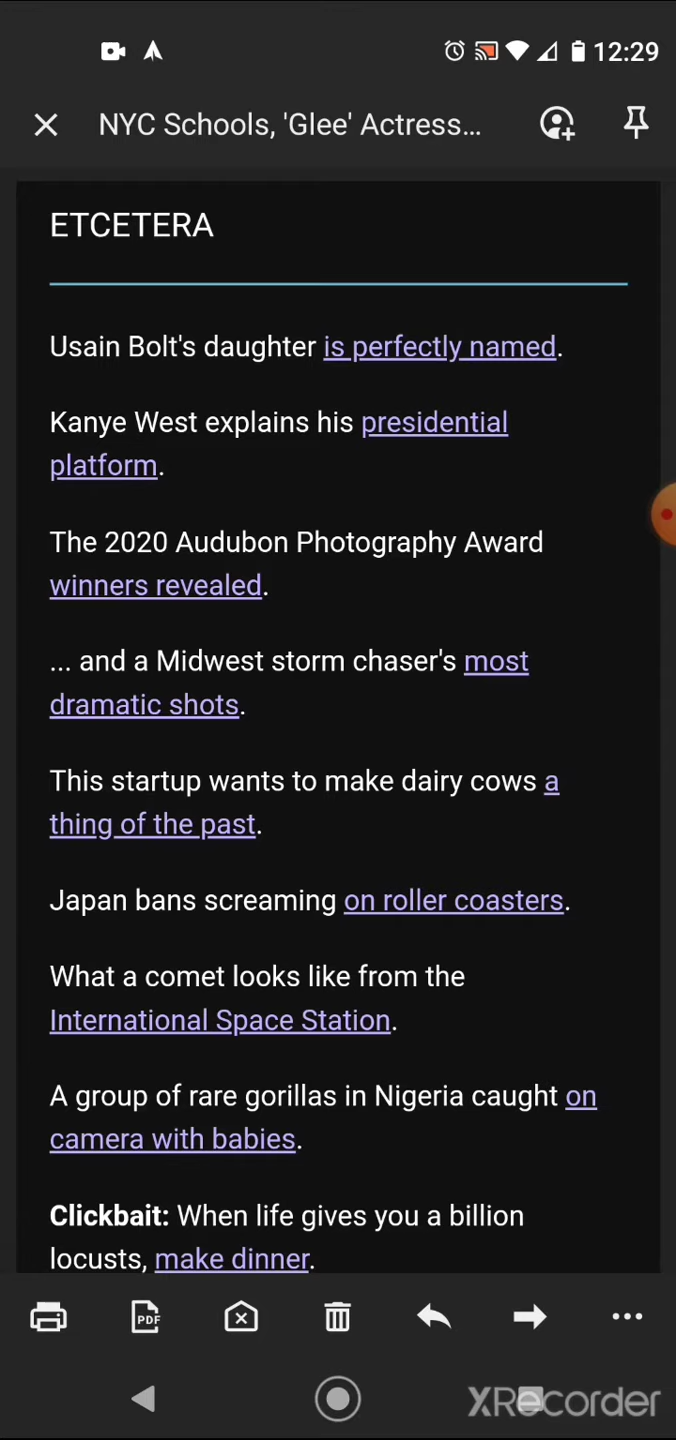 12:29
NYC Schools, 'Glee' Actress...
ETCETERA
Usain Bolt's daughter is perfectly named.
Kanye West explains his presidential
platform.
The 2020 Audubon Photography Award
winners revealed.
... and a Midwest storm chaser's most
dramatic shots.
This startup wants to make dairy cows a
thing of the past.
Japan bans screaming on roller coasters.
What a comet looks like from the
International Space Station.
A group of rare gorillas in Nigeria caught on
camera with babies.
Clickbait: When life gives you a billion
locusts, make dinner.
PDF
XRecorder